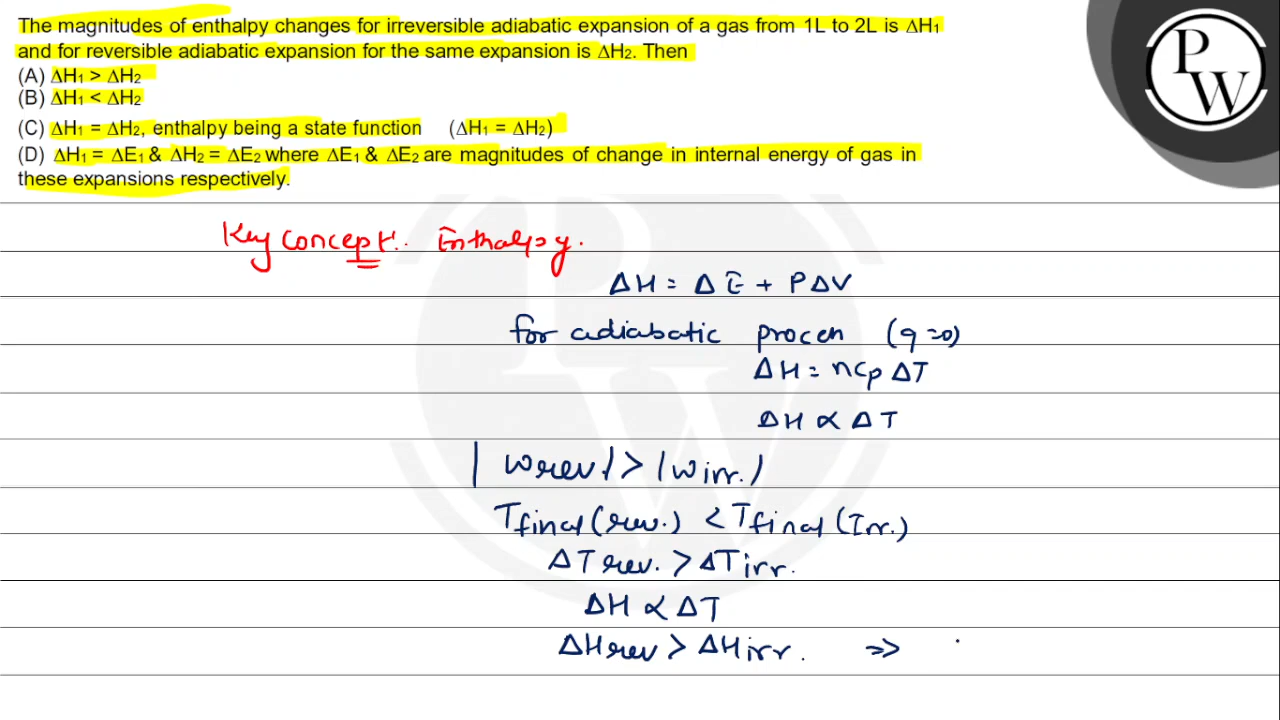 The magnitudes of enthalpy changes for irreversible adiabatic expansion of a gas from 1L to 2L is ΔH₁
and for reversible adiabatic expansion for the same expansion is ΔH₂. Then
(A) ΔH₁ > ΔH₂
(B) ΔH₁ < ΔH₂
(C) ΔH₁ = ΔH₂, enthalpy being a state function (ΔH₁ = ΔH₂)
(D) ΔH₁ = ΔE₁ & ΔH₂ = ΔE₂ where ΔE₁ & ΔE₂ are magnitudes of change in internal energy of gas in
these expansions respectively.
P
W
Key concept:. Enthalpy.
ΔH = ΔE + PΔV
for adiabatic process (q=0)
ΔH = nCp ΔT
ΔH ∝ ΔT
|Wrev.| > |Wirr.|
Tfinal(rev.) < Tfinal(Irr.)
ΔTrev. > ΔTirr.
ΔH ∝ ΔT
ΔHrev > ΔHirr. ⇒